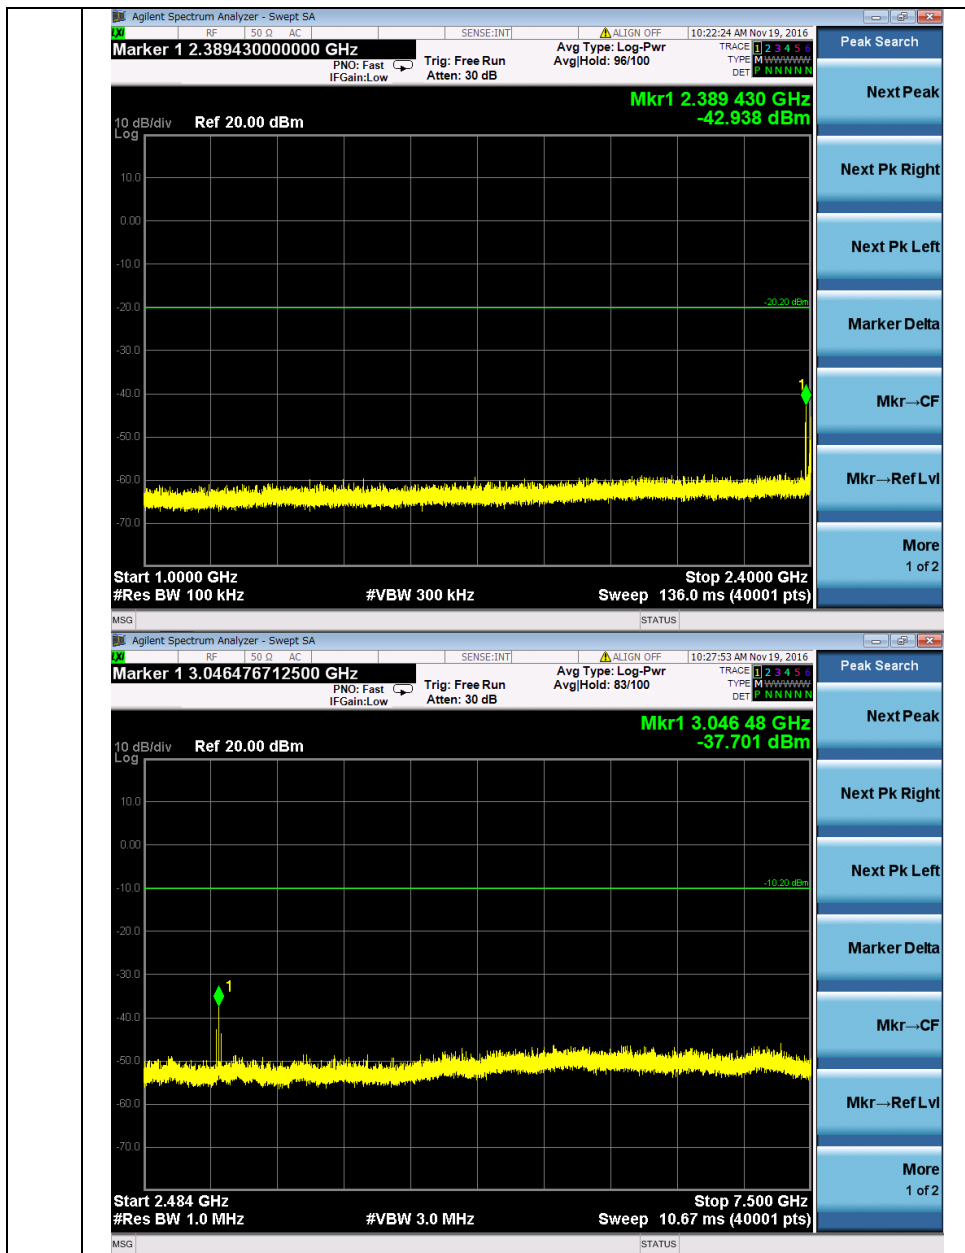 Agilent Spectrum Analyzer - Swept SA
LXI RF 50 Ω AC SENSE:INT ALIGN OFF 10:22:24 AM Nov 19, 2016
Marker 1 2.389430000000 GHz
PNO: Fast
IFGain:Low
Trig: Free Run
Atten: 30 dB
Avg Type: Log-Pwr
Avg|Hold: 96/100
TRACE 1 2 3 4 5 6
TYPE M WWWWW
DET P N N N N N
Mkr1 2.389 430 GHz
-42.938 dBm
10 dB/div Ref 20.00 dBm
Log
10.0
0.00
-10.0
-20.0
-20.20 dBm
-30.0
-40.0
1
-50.0
-60.0
-70.0
Start 1.0000 GHz Stop 2.4000 GHz
#Res BW 100 kHz #VBW 300 kHz Sweep 136.0 ms (40001 pts)
MSG STATUS
Peak Search
Next Peak
Next Pk Right
Next Pk Left
Marker Delta
Mkr→CF
Mkr→Ref Lvl
More
1 of 2
Agilent Spectrum Analyzer - Swept SA
LXI RF 50 Ω AC SENSE:INT ALIGN OFF 10:27:53 AM Nov 19, 2016
Marker 1 3.046476712500 GHz
PNO: Fast
IFGain:Low
Trig: Free Run
Atten: 30 dB
Avg Type: Log-Pwr
Avg|Hold: 83/100
TRACE 1 2 3 4 5 6
TYPE M WWWWW
DET P N N N N N
Mkr1 3.046 48 GHz
-37.701 dBm
10 dB/div Ref 20.00 dBm
Log
10.0
0.00
-10.0
-10.20 dBm
-20.0
-30.0
1
-40.0
-50.0
-60.0
-70.0
Start 2.484 GHz Stop 7.500 GHz
#Res BW 1.0 MHz #VBW 3.0 MHz Sweep 10.67 ms (40001 pts)
MSG STATUS
Peak Search
Next Peak
Next Pk Right
Next Pk Left
Marker Delta
Mkr→CF
Mkr→Ref Lvl
More
1 of 2